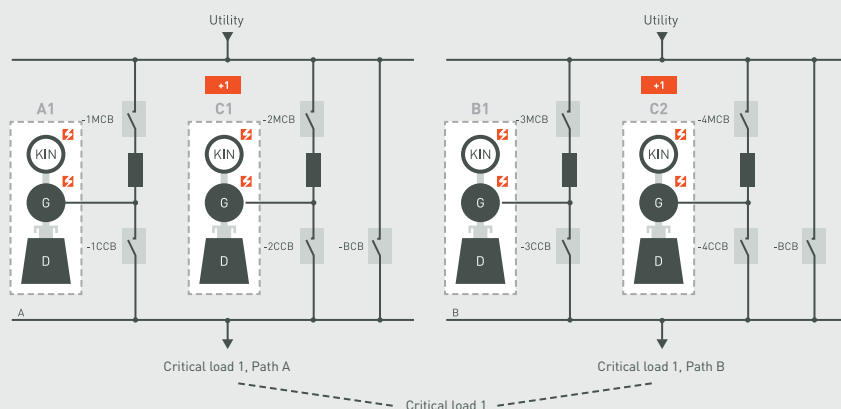 Utility
Utility
+1
+1
A1
C1
B1
C2
-1MCB
-2MCB
-3MCB
-4MCB
KIN
KIN
KIN
KIN
G
G
G
G
-1CCB
-2CCB
-BCB
-3CCB
-4CCB
-BCB
D
D
D
D
A
B
Critical load 1, Path A
Critical load 1, Path B
Critical load 1